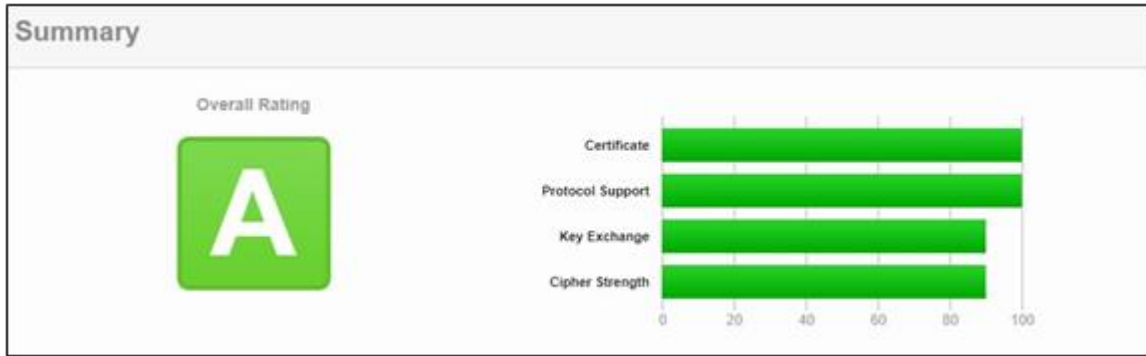 Summary
Overall Rating
A
Certificate
Protocol Support
Key Exchange
Cipher Strength
0 20 40 60 80 100